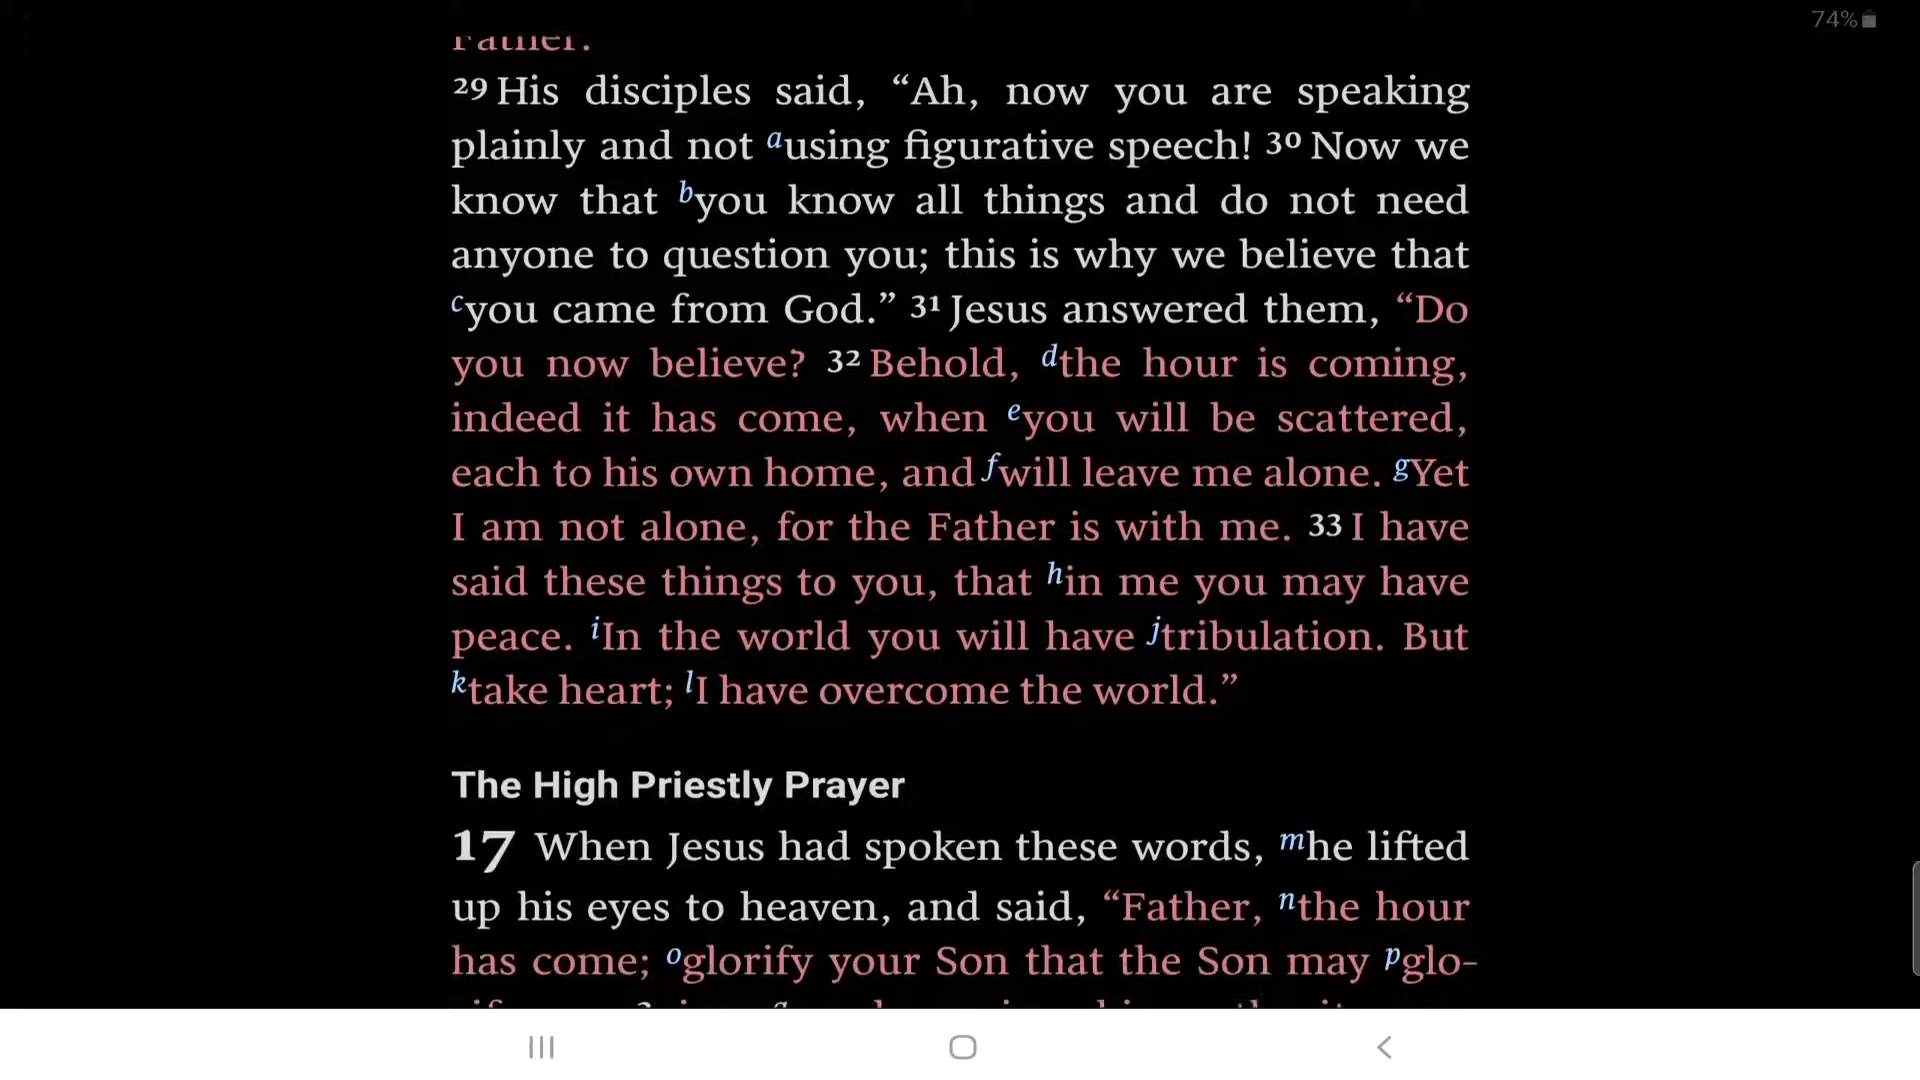 74%
Father.
29 His disciples said, “Ah, now you are speaking
plainly and not ausing figurative speech! 30 Now we
know that byou know all things and do not need
anyone to question you; this is why we believe that
cyou came from God.” 31 Jesus answered them, “Do
you now believe? 32 Behold, dthe hour is coming,
indeed it has come, when eyou will be scattered,
each to his own home, and fwill leave me alone. gYet
I am not alone, for the Father is with me. 33 I have
said these things to you, that hin me you may have
peace. iIn the world you will have jtribulation. But
ktake heart; lI have overcome the world.”
The High Priestly Prayer
17 When Jesus had spoken these words, mhe lifted
up his eyes to heaven, and said, “Father, nthe hour
has come; oglorify your Son that the Son may pglo-